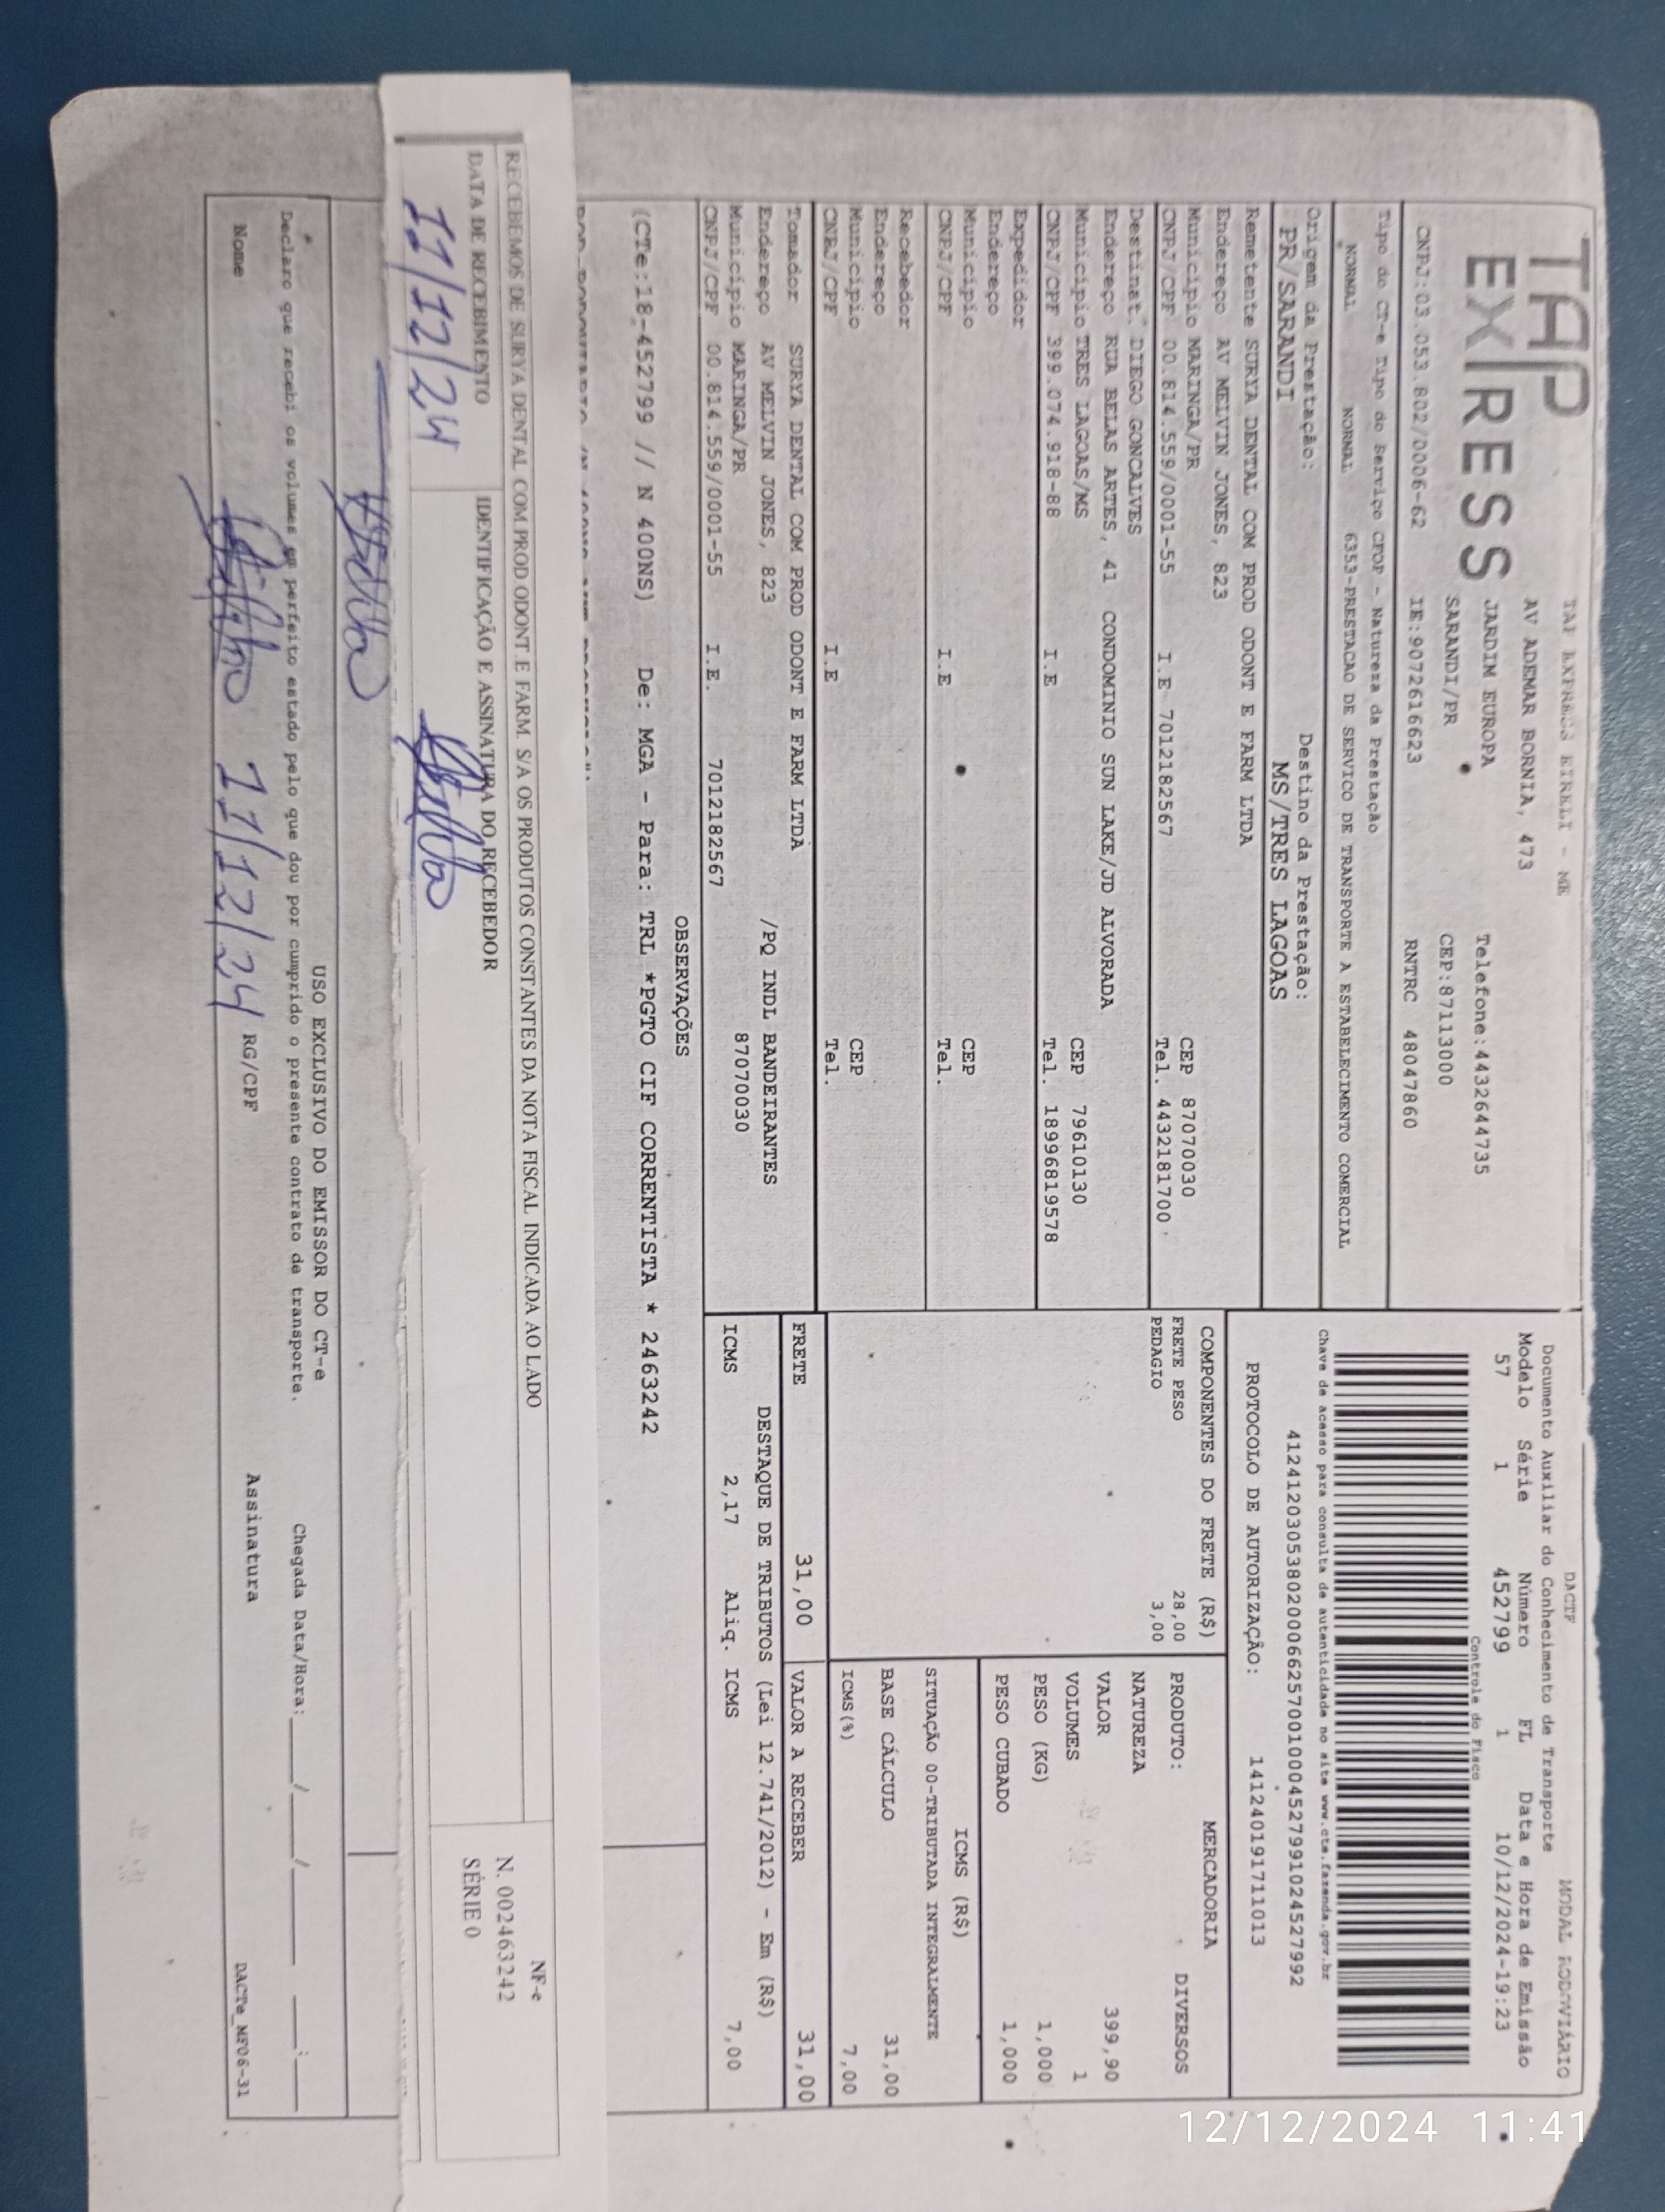 TAP
EXPRESS
TAP EXPRESS EIRELI - ME
AV ADEMAR BORNIA, 473
JARDIM EUROPA
Telefone:4432644735
SARANDI/PR
CEP:87113000
CNPJ:03.053.802/0006-62 IE:9072616623 RNTRC 48047860
Tipo do CT-e Tipo do Serviço CFOP - Natureza da Prestação
NORMAL NORMAL 6353-PRESTACAO DE SERVICO DE TRANSPORTE A ESTABELECIMENTO COMERCIAL
Origem da Prestação: Destino da Prestação:
PR/SARANDI MS/TRES LAGOAS
DACTE MODAL RODOVIÁRIO
Documento Auxiliar do Conhecimento de Transporte
Modelo Série Número FL Data e Hora de Emissão
57 1 452799 1 10/12/2024-19:23
Controle do Fisco
Chave de acesso para consulta de autenticidade no site www.cte.fazenda.gov.br
41241203053802000662570010004527991024527992
PROTOCOLO DE AUTORIZAÇÃO: 141240191711013
Remetente SURYA DENTAL COM PROD ODONT E FARM LTDA
Endereço AV MELVIN JONES, 823
Município MARINGA/PR CEP 87070030
CNPJ/CPF 00.814.559/0001-55 I.E 7012182567 Tel. 4432181700
Destinat. DIEGO GONCALVES
Endereço RUA BELAS ARTES, 41 CONDOMINIO SUN LAKE/JD ALVORADA
Município TRES LAGOAS/MS CEP 79610130
CNPJ/CPF 399.074.918-88 I.E Tel. 18996819578
Expedidor
Endereço
Município CEP
CNPJ/CPF I.E Tel.
Recebedor
Endereço
Município CEP
CNPJ/CPF I.E Tel.
Tomador SURYA DENTAL COM PROD ODONT E FARM LTDA
Endereço AV MELVIN JONES, 823 /PQ INDL BANDEIRANTES
Município MARINGA/PR 87070030
CNPJ/CPF 00.814.559/0001-55 I.E. 7012182567
COMPONENTES DO FRETE (R$)
FRETE PESO 28,00
PEDAGIO 3,00
MERCADORIA
PRODUTO: DIVERSOS
NATUREZA
VALOR 399,90
VOLUMES 1
PESO (KG) 1,000
PESO CUBADO 1,000
ICMS (R$)
SITUAÇÃO 00-TRIBUTADA INTEGRALMENTE
BASE CÁLCULO 31,00
ICMS(%) 7,00
FRETE 31,00 VALOR A RECEBER 31,00
DESTAQUE DE TRIBUTOS (Lei 12.741/2012) - Em (R$)
ICMS 2,17 Aliq. ICMS 7,00
OBSERVAÇÕES
(CTe:18-452799 // N 400NS) De: MGA - Para: TRL *PGTO CIF CORRENTISTA * 2463242
RECEBEMOS DE SURYA DENTAL COM PROD ODONT E FARM. S/A OS PRODUTOS CONSTANTES DA NOTA FISCAL INDICADA AO LADO
DATA DE RECEBIMENTO IDENTIFICAÇÃO E ASSINATURA DO RECEBEDOR
11/12/24
NF-e
N. 002463242
SÉRIE 0
USO EXCLUSIVO DO EMISSOR DO CT-e
Declaro que recebi os volumes em perfeito estado pelo que dou por cumprido o presente contrato de transporte. Chegada Data/Hora:___/___/_____ ___:___
Nome 11/12/24 RG/CPF Assinatura DACTe_MF06-31
12/12/2024 11:41